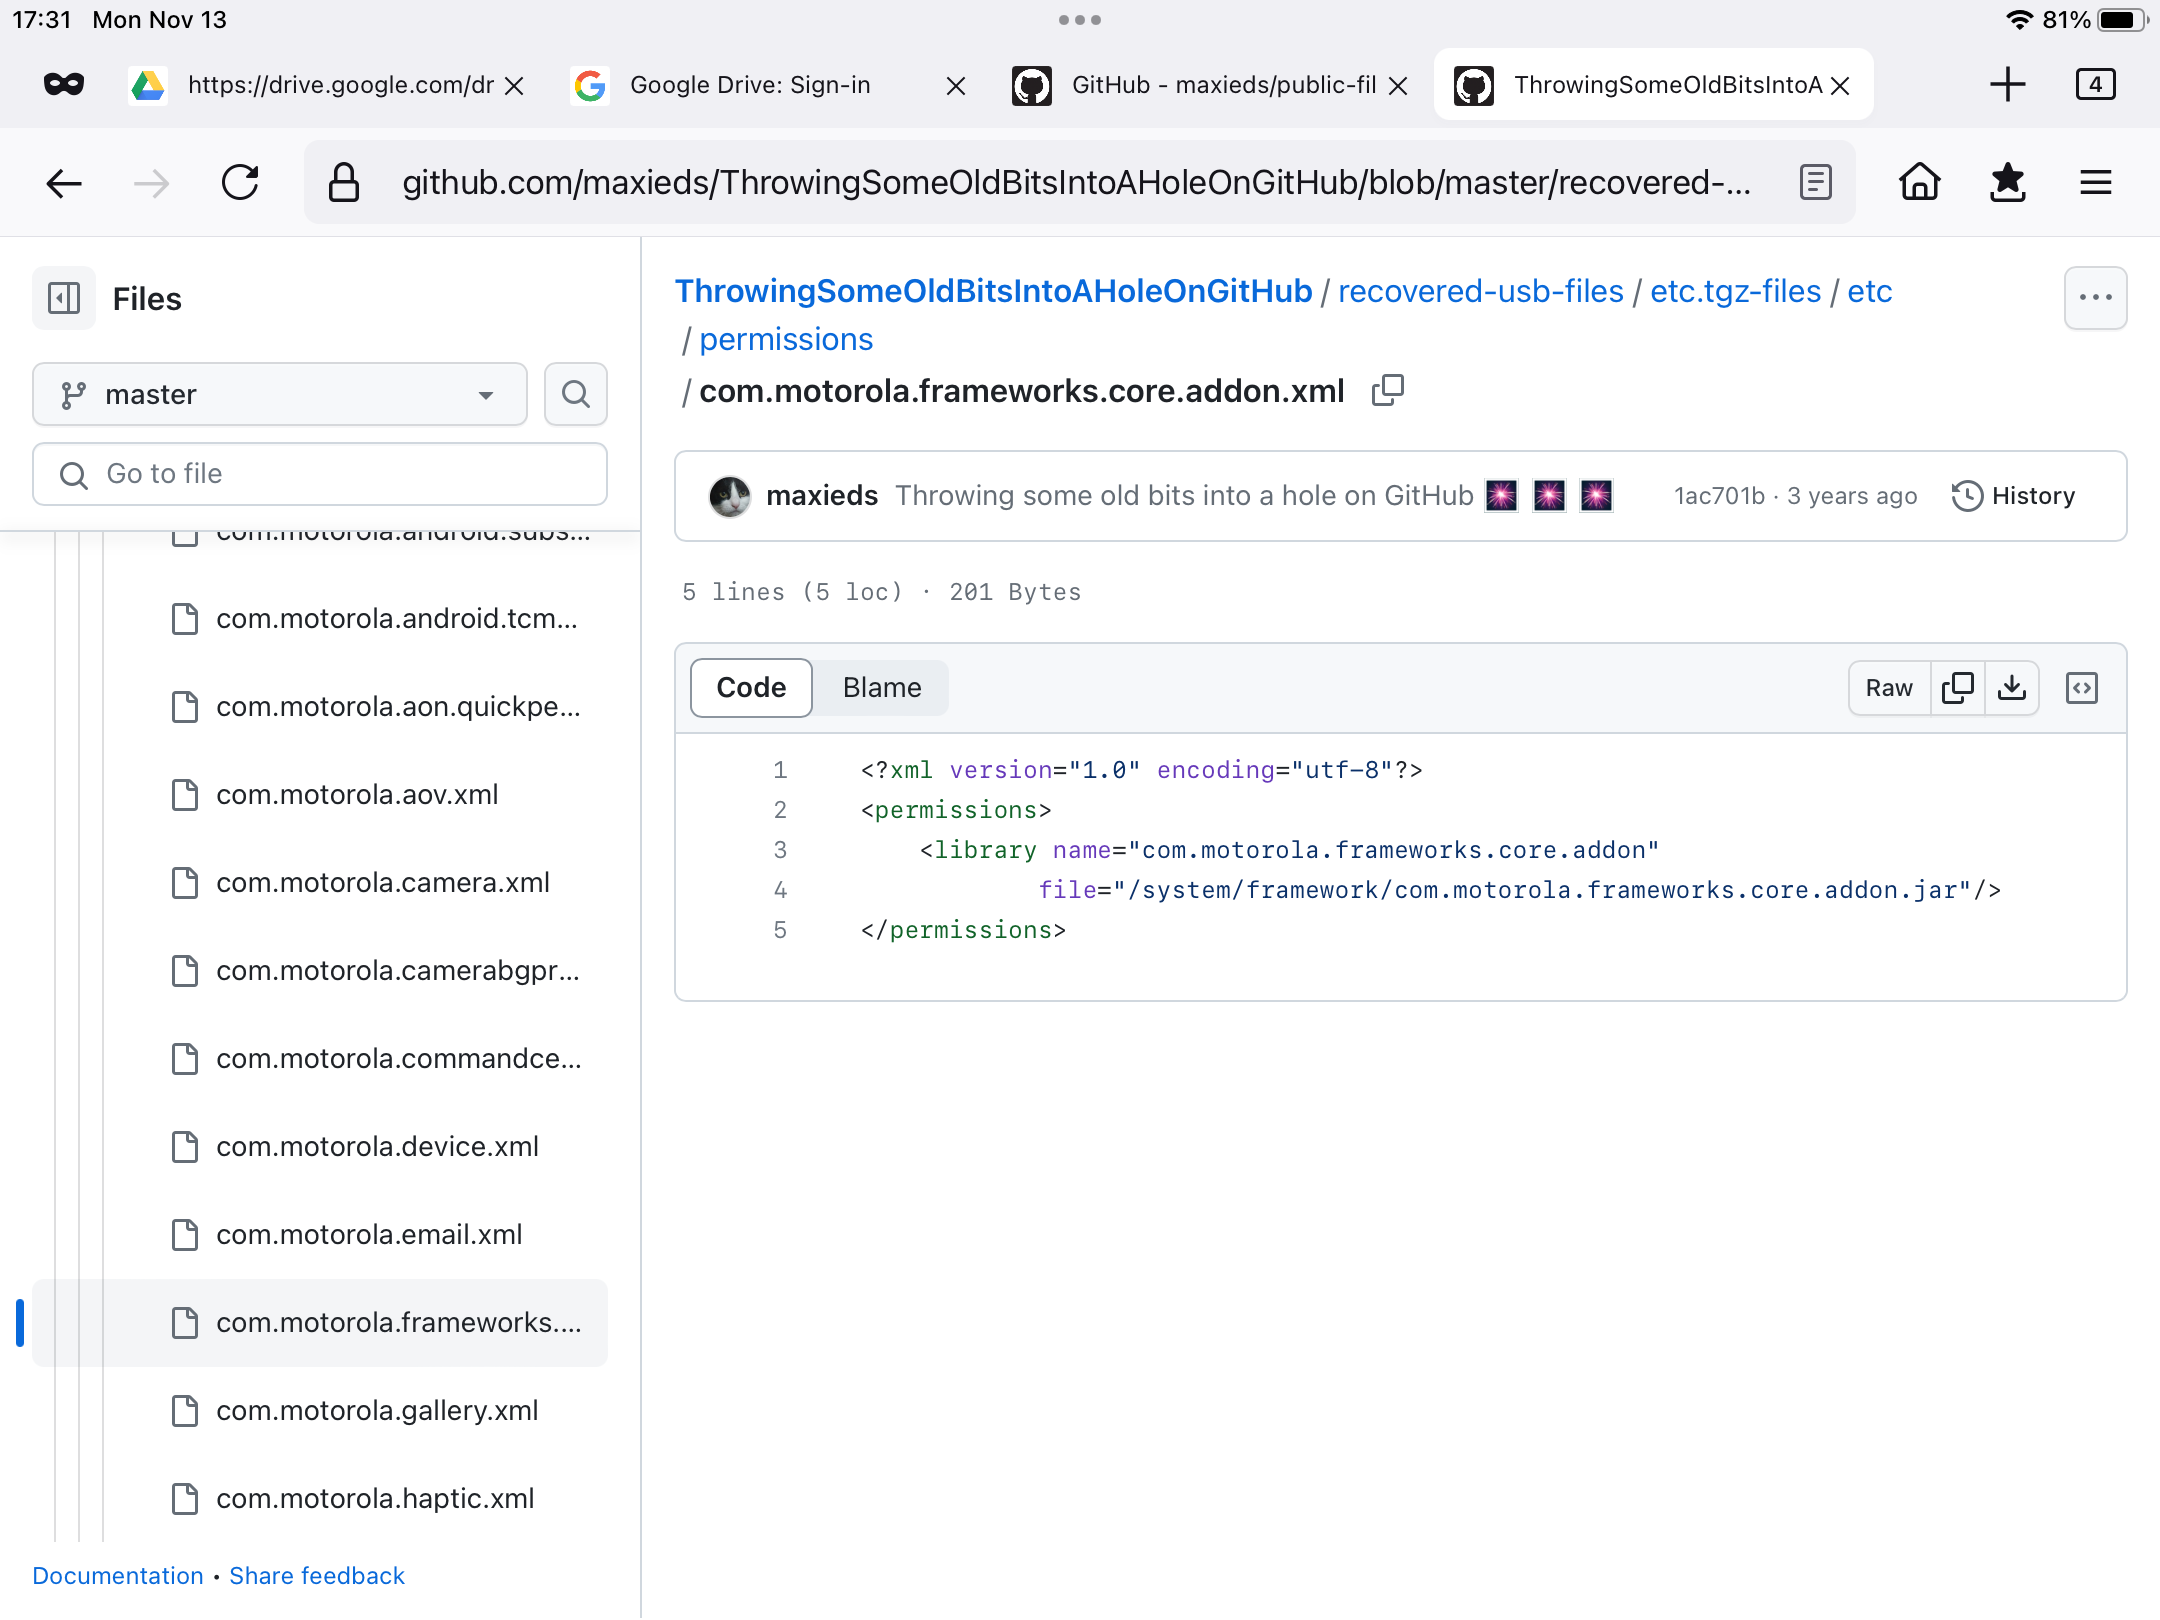 17:31 Mon Nov 13
81%
https://drive.google.com/dr
Google Drive: Sign-in
GitHub - maxieds/public-fil
ThrowingSomeOldBitsIntoA
4
github.com/maxieds/ThrowingSomeOldBitsIntoAHoleOnGitHub/blob/master/recovered-...
Files
master
Go to file
com.motorola.android.subs...
com.motorola.android.tcm...
com.motorola.aon.quickpe...
com.motorola.aov.xml
com.motorola.camera.xml
com.motorola.camerabgpr...
com.motorola.commandce...
com.motorola.device.xml
com.motorola.email.xml
com.motorola.frameworks....
com.motorola.gallery.xml
com.motorola.haptic.xml
Documentation • Share feedback
ThrowingSomeOldBitsIntoAHoleOnGitHub / recovered-usb-files / etc.tgz-files / etc
/ permissions
/ com.motorola.frameworks.core.addon.xml
maxieds Throwing some old bits into a hole on GitHub 🎆 🎆 🎆 1ac701b · 3 years ago History
5 lines (5 loc) · 201 Bytes
Code Blame Raw
1 <?xml version="1.0" encoding="utf-8"?>
2 <permissions>
3 <library name="com.motorola.frameworks.core.addon"
4 file="/system/framework/com.motorola.frameworks.core.addon.jar"/>
5 </permissions>